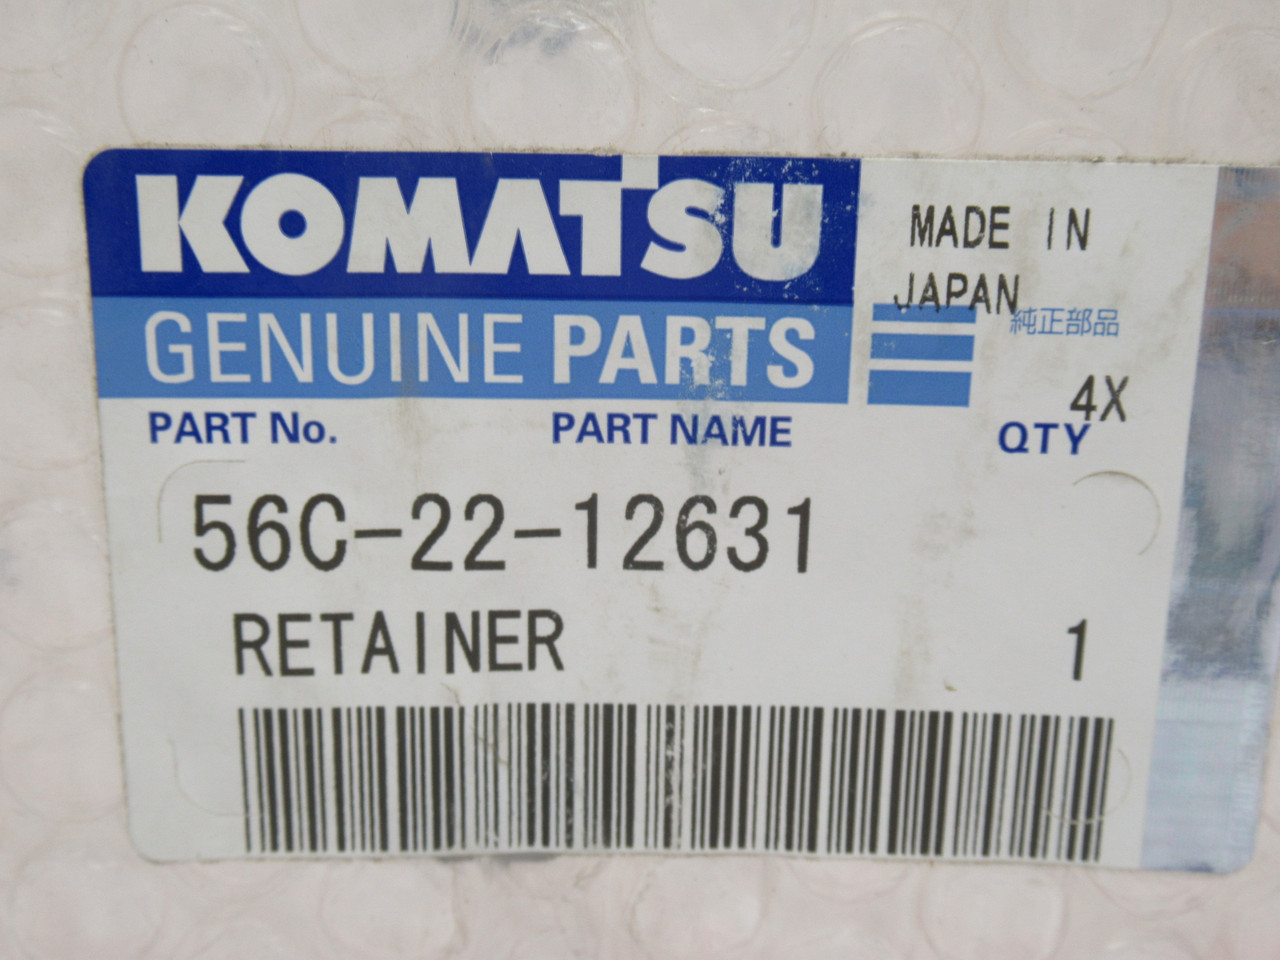 KOMATSU
GENUINE PARTS
MADE IN
JAPAN
純正部品
4X
PART No.
PART NAME
QTY
56C-22-12631
RETAINER
1